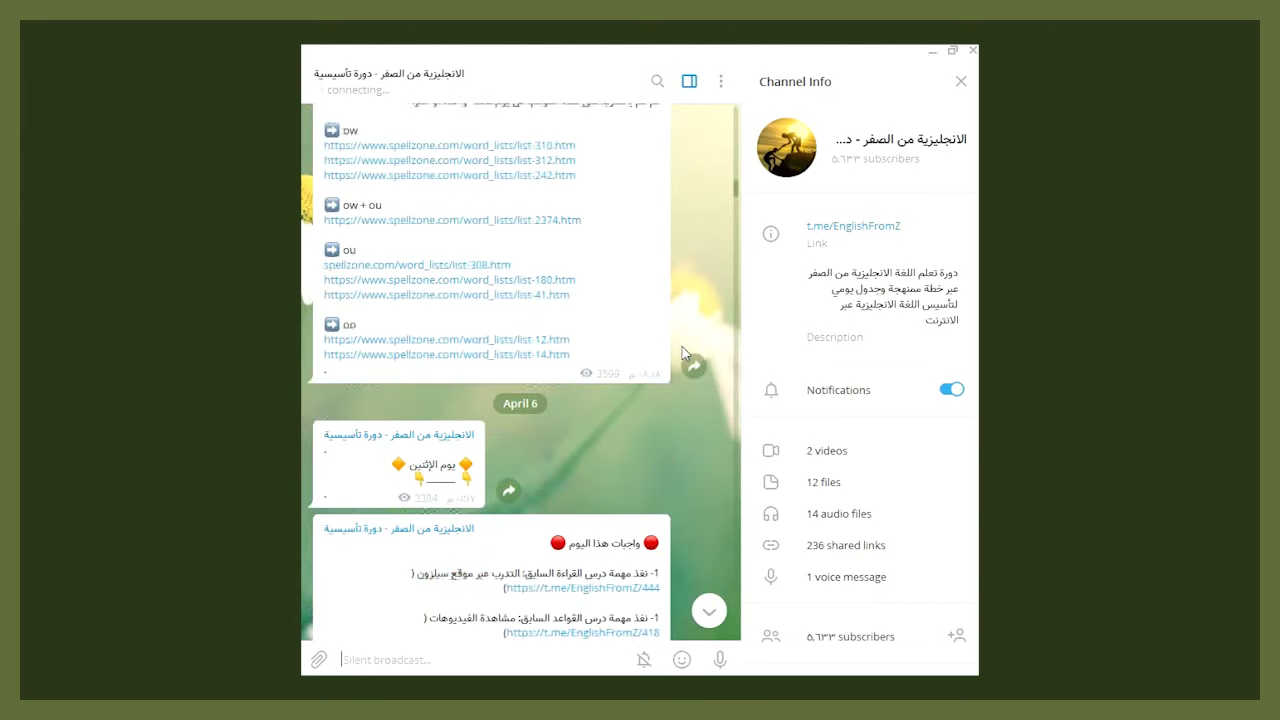 الانجليزية من الصفر - دورة تأسيسية
connecting...
ow
https://www.spellzone.com/word_lists/list-310.htm
https://www.spellzone.com/word_lists/list-312.htm
https://www.spellzone.com/word_lists/list-242.htm
ow + ou
https://www.spellzone.com/word_lists/list-2374.htm
ou
spellzone.com/word_lists/list-308.htm
https://www.spellzone.com/word_lists/list-180.htm
https://www.spellzone.com/word_lists/list-41.htm
https://www.spellzone.com/word_lists/list-12.htm
https://www.spellzone.com/word_lists/list-14.htm
.
3599 ٠٨:١٨ م
April 6
الانجليزية من الصفر - دورة تأسيسية
.
🔶 يوم الإثنين 🔶
👇 ____ 👇
.
الانجليزية من الصفر - دورة تأسيسية
🔴 واجبات هذا اليوم 🔴
1- نفذ مهمة درس القراءة السابق: التدرب عبر موقع سبلزون (
https://t.me/EnglishFromZ/444)
1- نفذ مهمة درس القواعد السابق: مشاهدة الفيديوهات (
https://t.me/EnglishFromZ/418)
Silent broadcast...
Channel Info
الانجليزية من الصفر - د...
٥,٦٣٣ subscribers
t.me/EnglishFromZ
Link
دورة تعلم اللغة الانجليزية من الصفر
عبر خطة ممنهجة وجدول يومي
لتأسيس اللغة الانجليزية عبر
الانترنت
Description
Notifications
2 videos
12 files
14 audio files
236 shared links
1 voice message
٥,٦٣٣ subscribers